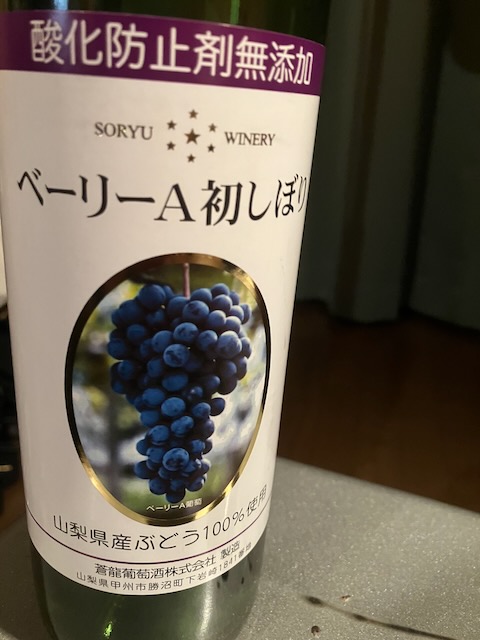 酸化防止剤無添加
SORYU WINERY
ベーリーA 初しぼり
ベーリーA葡萄
山梨県産ぶどう100%使用
蒼龍葡萄酒株式会社 製造
山梨県甲州市勝沼町下岩崎1841番地